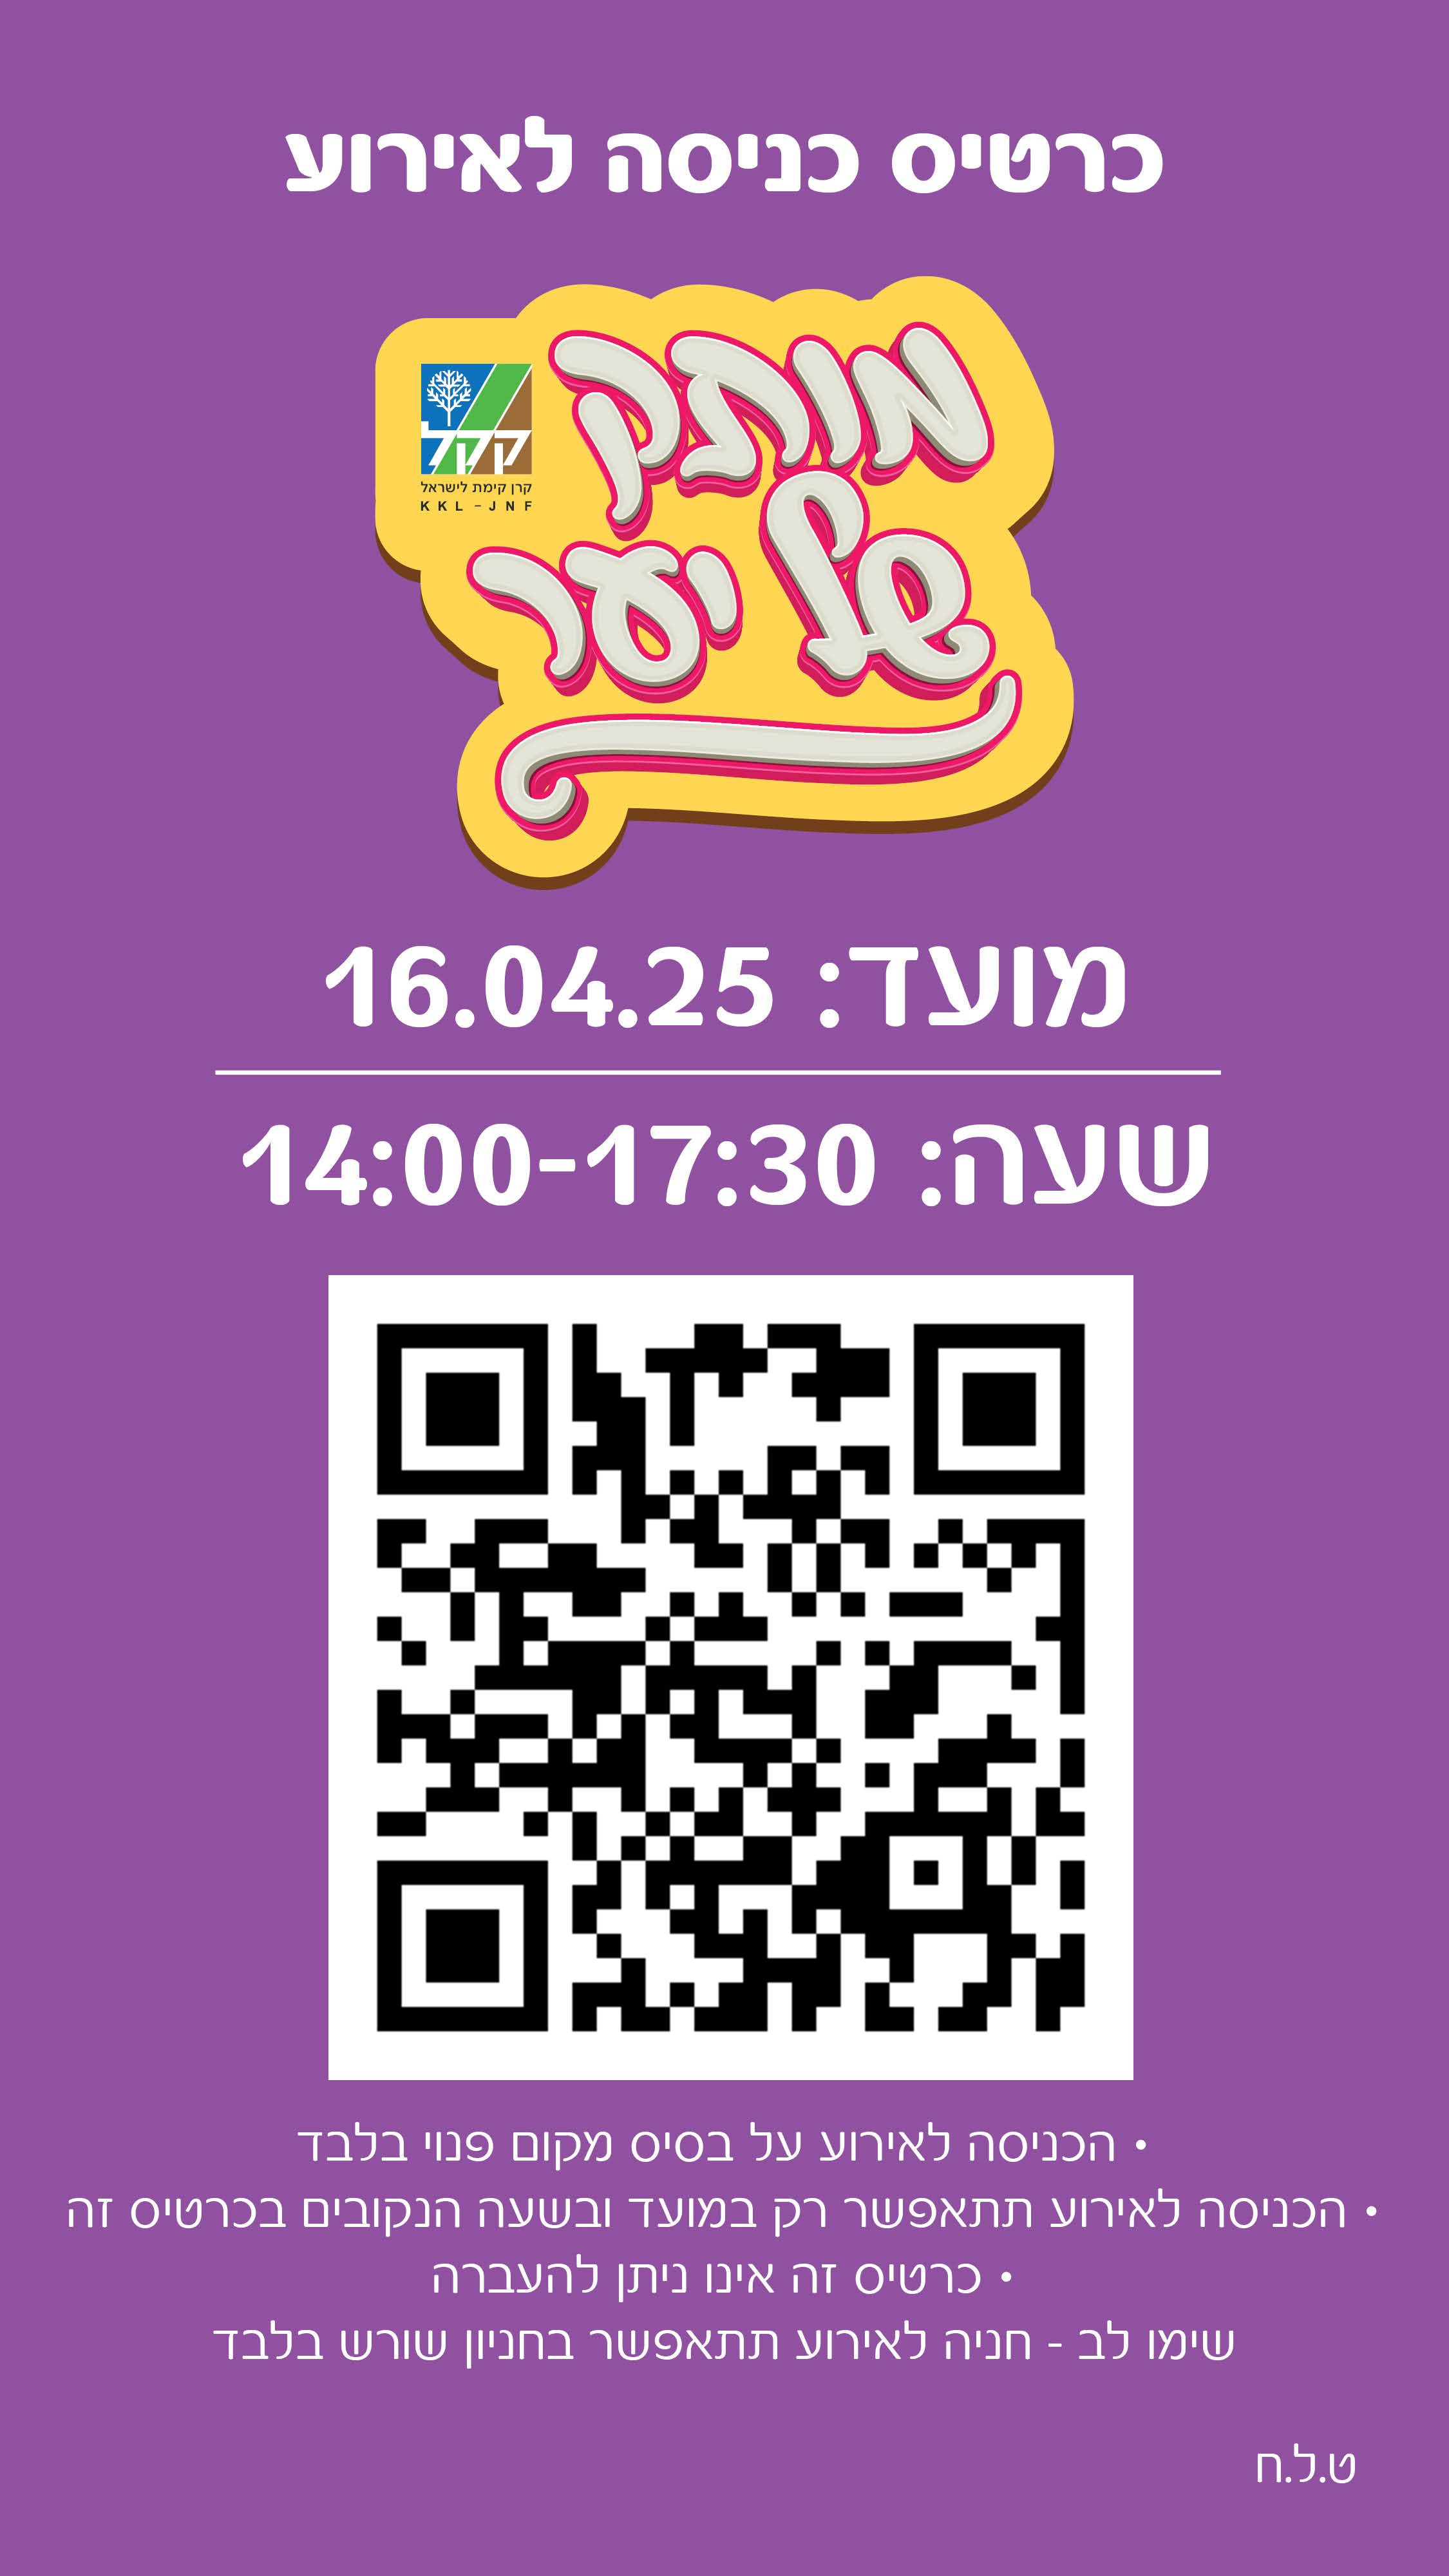 כרטיס כניסה לאירוע
מותק
של יער
קקל
קרן קימת לישראל
KKL-JNF
מועד: 16.04.25
שעה: 14:00-17:30
• הכניסה לאירוע על בסיס מקום פנוי בלבד
• הכניסה לאירוע תתאפשר רק במועד ובשעה הנקובים בכרטיס זה
• כרטיס זה אינו ניתן להעברה
שימו לב - חניה לאירוע תתאפשר בחניון שורש בלבד
ט.ל.ח